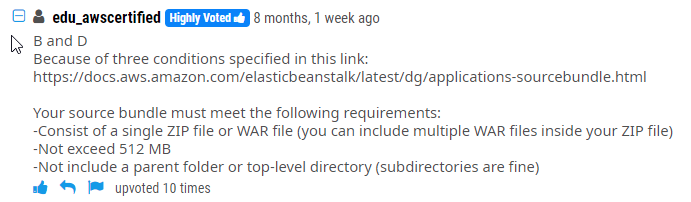 edu_awscertified Highly Voted 8 months, 1 week ago
B and D
Because of three conditions specified in this link:
https://docs.aws.amazon.com/elasticbeanstalk/latest/dg/applications-sourcebundle.html
Your source bundle must meet the following requirements:
-Consist of a single ZIP file or WAR file (you can include multiple WAR files inside your ZIP file)
-Not exceed 512 MB
-Not include a parent folder or top-level directory (subdirectories are fine)
upvoted 10 times